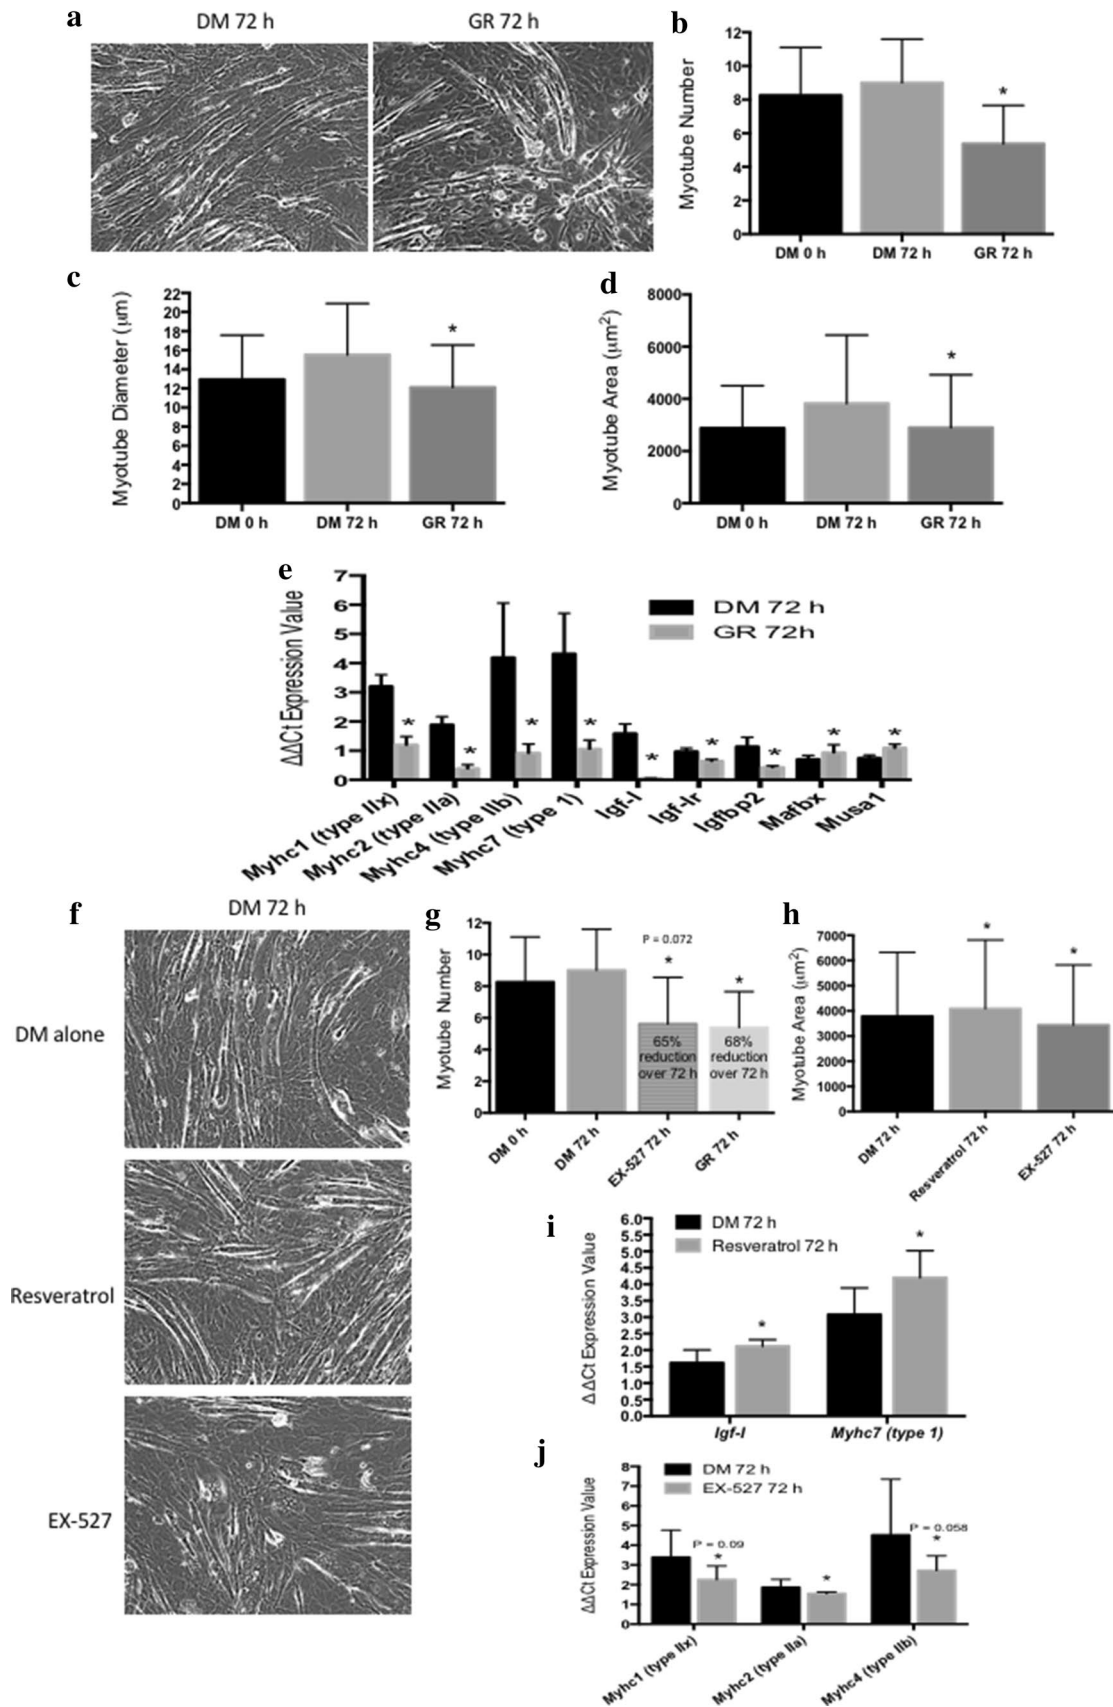 a
DM 72 h
GR 72 h
b
Myotube Number
12
10
8
6
4
2
0
*
DM 0 h
DM 72 h
GR 72 h
c
Myotube Diameter (μm)
22
20
18
16
14
12
10
8
6
4
2
0
*
DM 0 h
DM 72 h
GR 72 h
d
Myotube Area (μm²)
8000
6000
4000
2000
0
*
DM 0 h
DM 72 h
GR 72 h
e
ΔΔCt Expression Value
7
6
5
4
3
2
1
0
DM 72 h
GR 72h
* * * * * * * * *
Myhc1 (type IIx)
Myhc2 (type IIa)
Myhc4 (type IIb)
Myhc7 (type 1)
Igf-I
Igf-Ir
Igfbp2
Mafbx
Musa1
f
DM 72 h
DM alone
Resveratrol
EX-527
g
Myotube Number
12
10
8
6
4
2
0
P = 0.072
*
*
65%
reduction
over 72 h
68%
reduction
over 72 h
DM 0 h
DM 72 h
EX-527 72 h
GR 72 h
h
Myotube Area (μm²)
7000
6000
5000
4000
3000
2000
1000
0
*
*
DM 72 h
Resveratrol 72 h
EX-527 72 h
i
ΔΔCt Expression Value
6.0
5.5
5.0
4.5
4.0
3.5
3.0
2.5
2.0
1.5
1.0
0.5
0.0
DM 72 h
Resveratrol 72 h
*
*
Igf-I
Myhc7 (type 1)
j
ΔΔCt Expression Value
8
7
6
5
4
3
2
1
0
DM 72 h
EX-527 72 h
P = 0.09
*
*
P = 0.058
*
Myhc1 (type IIx)
Myhc2 (type IIa)
Myhc4 (type IIb)